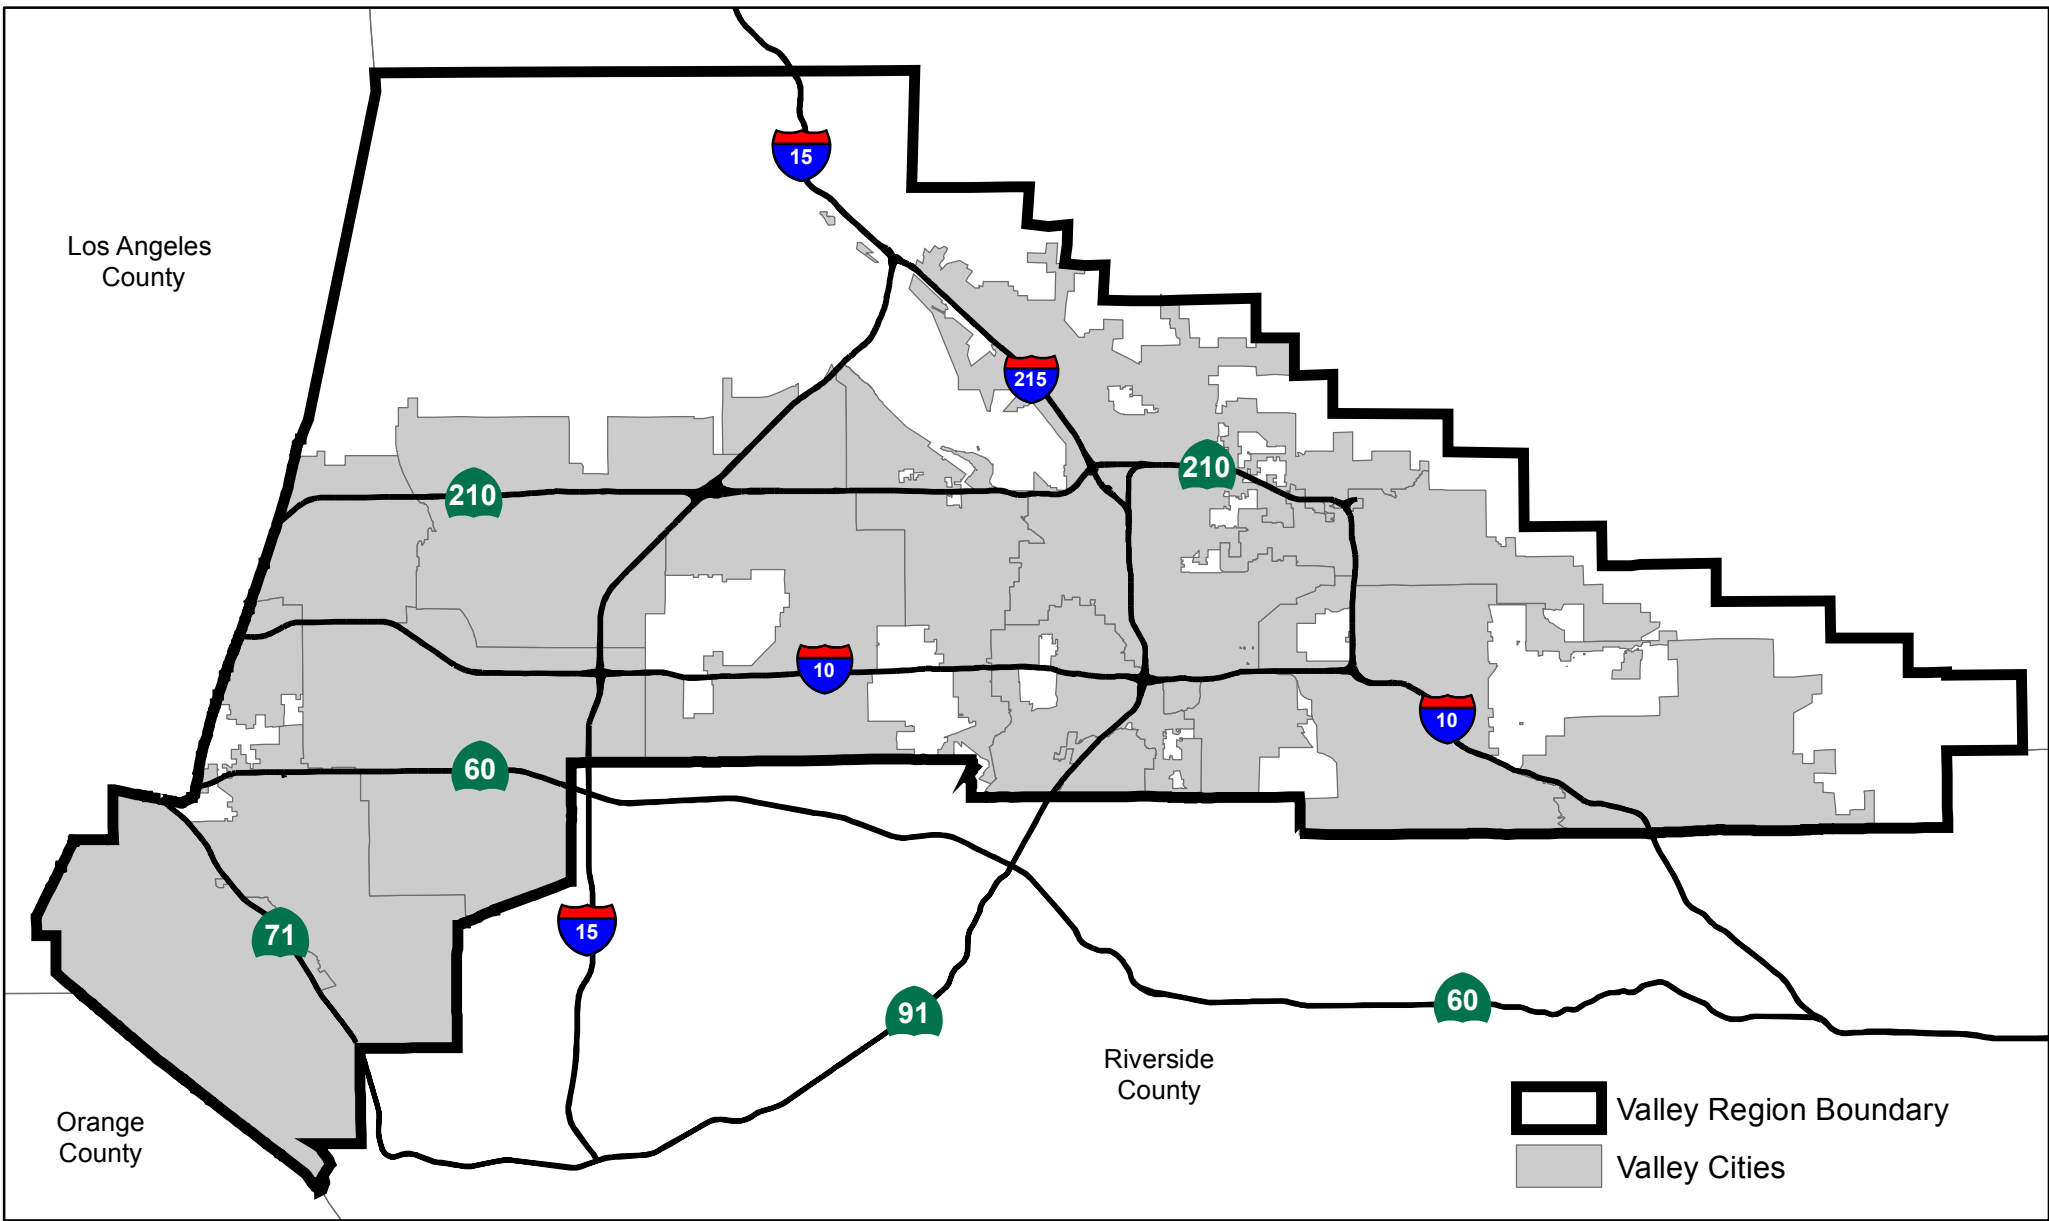 15
Los Angeles
County
215
210
210
10
10
60
71
15
91
60
Riverside
County
Orange
County
Valley Region Boundary
Valley Cities